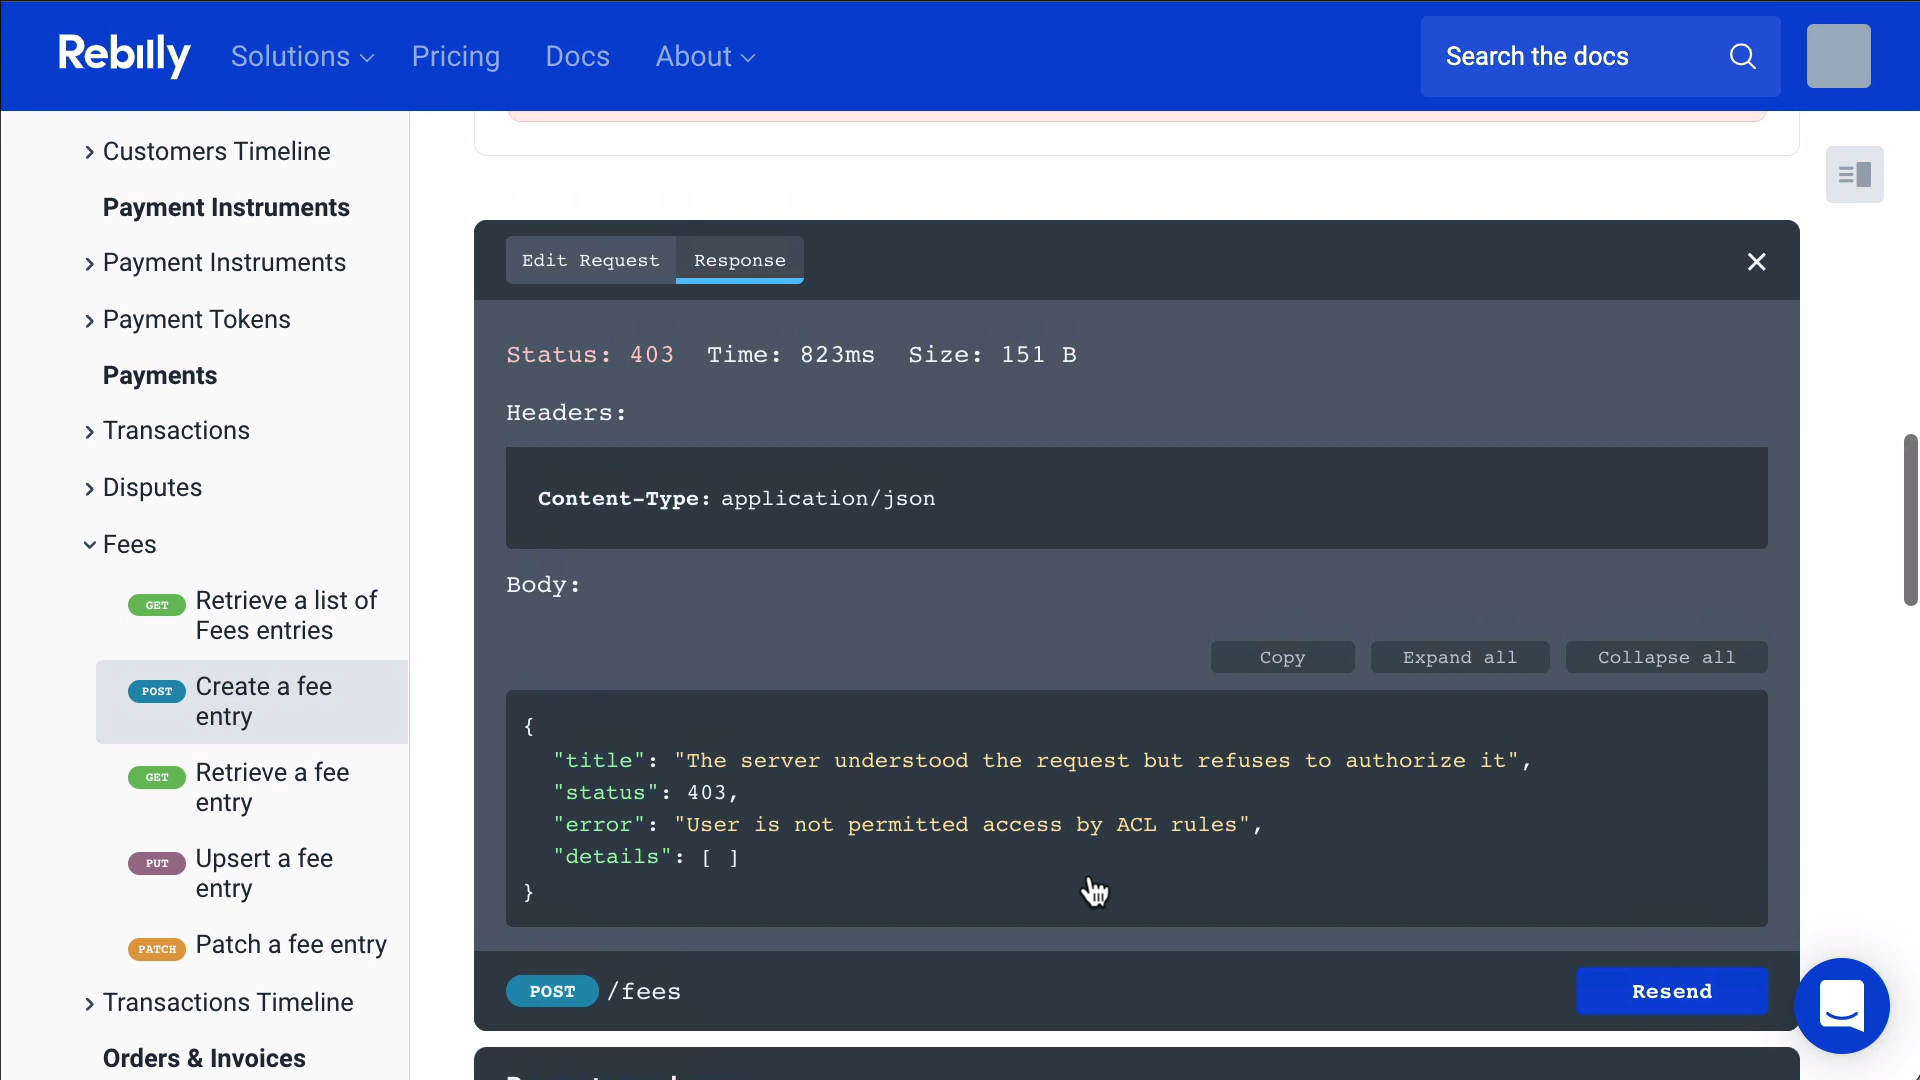 Rebilly Solutions Pricing Docs About Search the docs
Customers Timeline
Payment Instruments
Payment Instruments
Payment Tokens
Payments
Transactions
Disputes
Fees
GET Retrieve a list of
Fees entries
POST Create a fee
entry
GET Retrieve a fee
entry
PUT Upsert a fee
entry
PATCH Patch a fee entry
Transactions Timeline
Orders & Invoices
Edit Request Response
Status: 403 Time: 823ms Size: 151 B
Headers:
Content-Type: application/json
Body:
Copy Expand all Collapse all
{
"title": "The server understood the request but refuses to authorize it",
"status": 403,
"error": "User is not permitted access by ACL rules",
"details": [ ]
}
POST /fees Resend